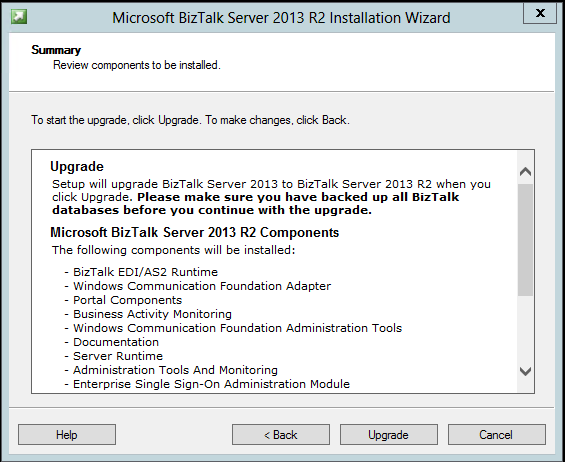 Microsoft BizTalk Server 2013 R2 Installation Wizard
x
Summary
Review components to be installed.
To start the upgrade, click Upgrade. To make changes, click Back.
Upgrade
Setup will upgrade BizTalk Server 2013 to BizTalk Server 2013 R2 when you
click Upgrade. Please make sure you have backed up all BizTalk
databases before you continue with the upgrade.
Microsoft BizTalk Server 2013 R2 Components
The following components will be installed:
- BizTalk EDI/AS2 Runtime
- Windows Communication Foundation Adapter
- Portal Components
- Business Activity Monitoring
- Windows Communication Foundation Administration Tools
- Documentation
- Server Runtime
- Administration Tools And Monitoring
- Enterprise Single Sign-On Administration Module
Help
< Back
Upgrade
Cancel